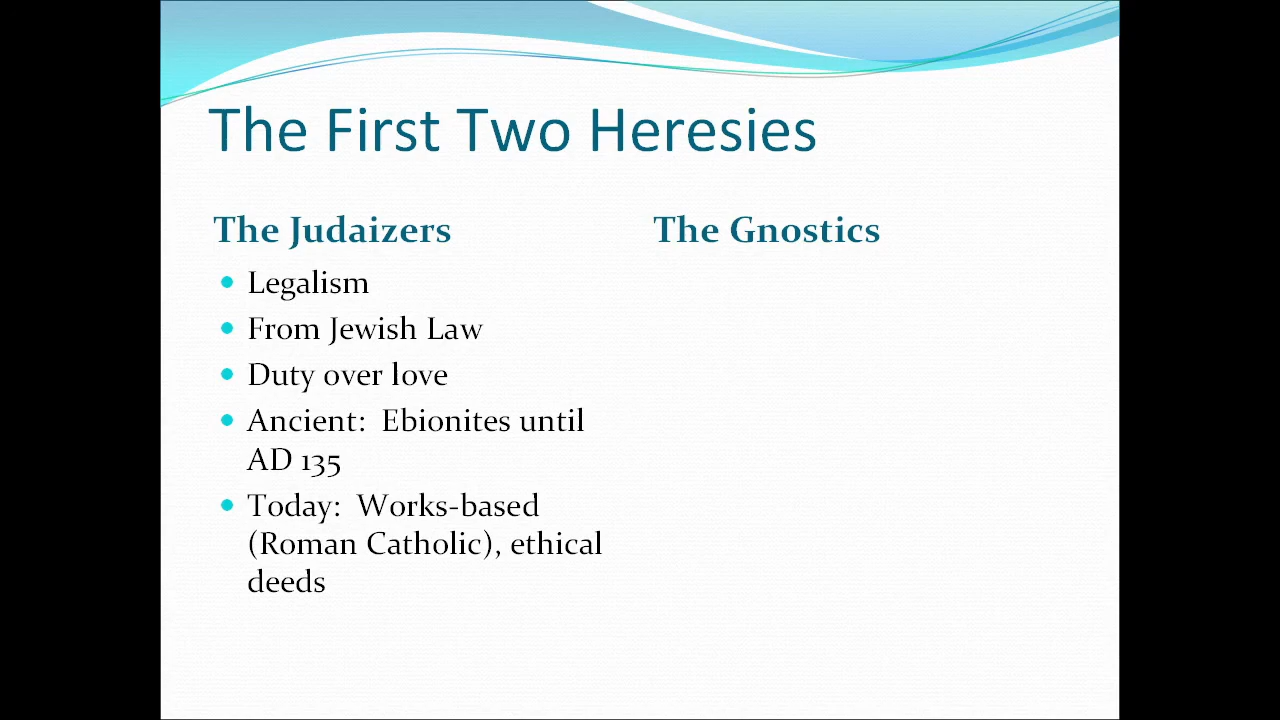 The First Two Heresies
The Judaizers
Legalism
From Jewish Law
Duty over love
Ancient:  Ebionites until
AD 135
Today:  Works-based
(Roman Catholic), ethical
deeds
The Gnostics